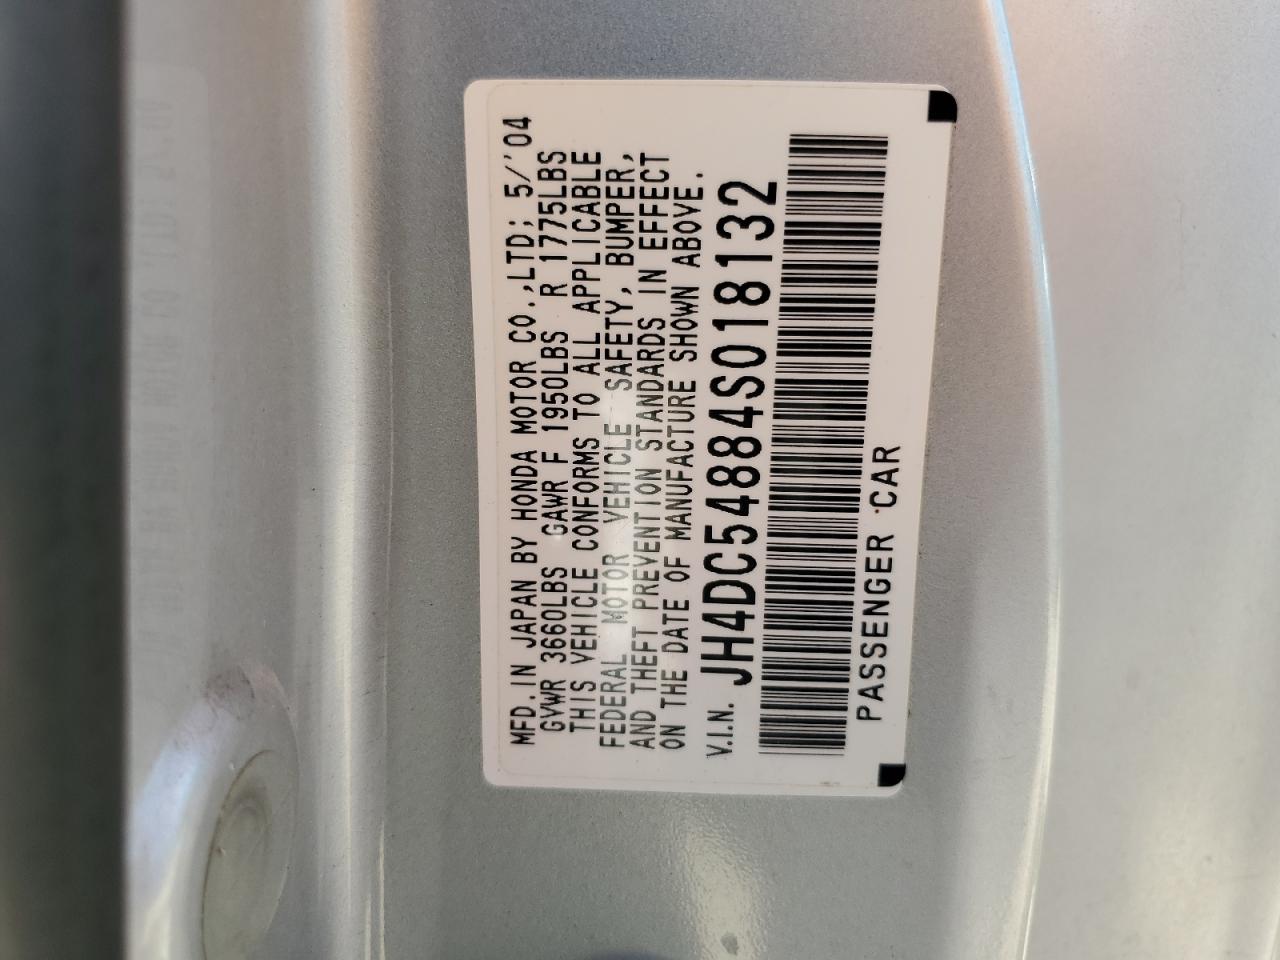 MFD.IN JAPAN BY HONDA MOTOR CO.,LTD; 5/'04
GVWR 3660LBS GAWR F 1950LBS R 1775LBS
THIS VEHICLE CONFORMS TO ALL APPLICABLE
FEDERAL MOTOR VEHICLE SAFETY, BUMPER,
AND THEFT PREVENTION STANDARDS IN EFFECT
ON THE DATE OF MANUFACTURE SHOWN ABOVE.
V.I.N. JH4DC54884S018132
PASSENGER CAR